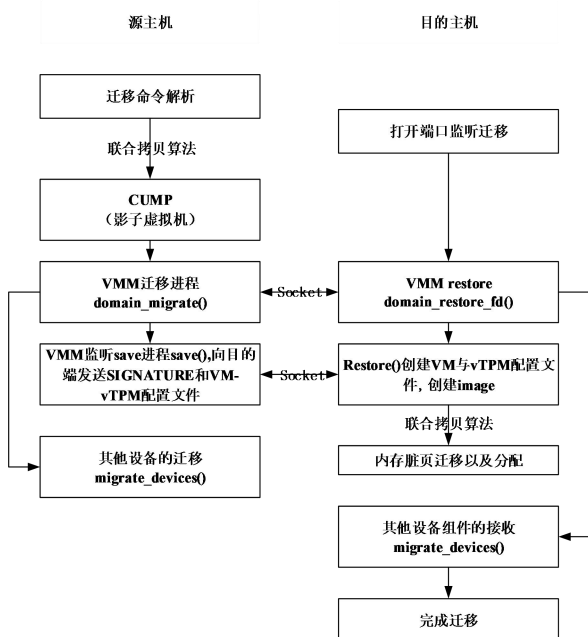 源主机
目的主机
迁移命令解析
打开端口监听迁移
联合拷贝算法
CUMP
（影子虚拟机）
VMM迁移进程
domain_migrate()
Socket
VMM restore
domain_restore_fd()
VMM监听save进程save(),向目的
端发送SIGNATURE和VM-
vTPM配置文件
Socket
Restore()创建VM与vTPM配置文
件, 创建image
联合拷贝算法
其他设备的迁移
migrate_devices()
内存脏页迁移以及分配
其他设备组件的接收
migrate_devices()
完成迁移